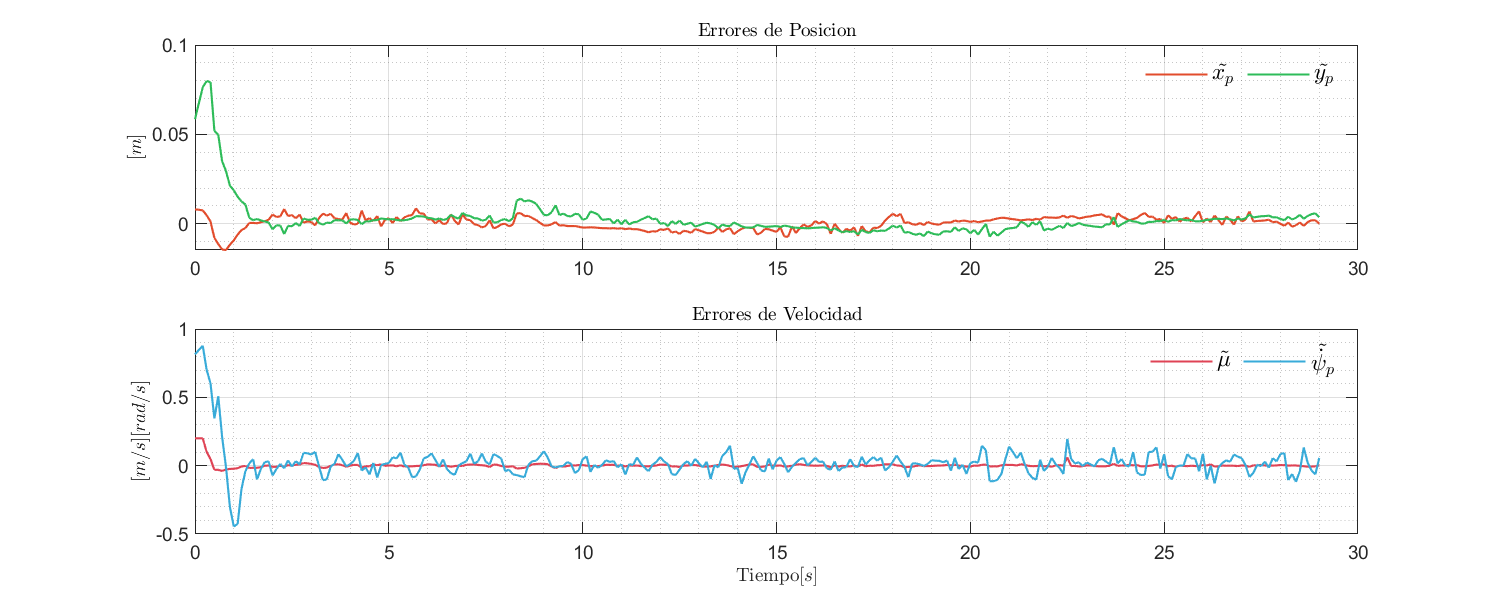 Errores de Posicion
0.1
0.05
0
[m]
x̃ₚ ỹₚ
0 5 10 15 20 25 30
Errores de Velocidad
1
0.5
0
-0.5
[m/s][rad/s]
μ̃ ψ̇̃ₚ
0 5 10 15 20 25 30
Tiempo[s]